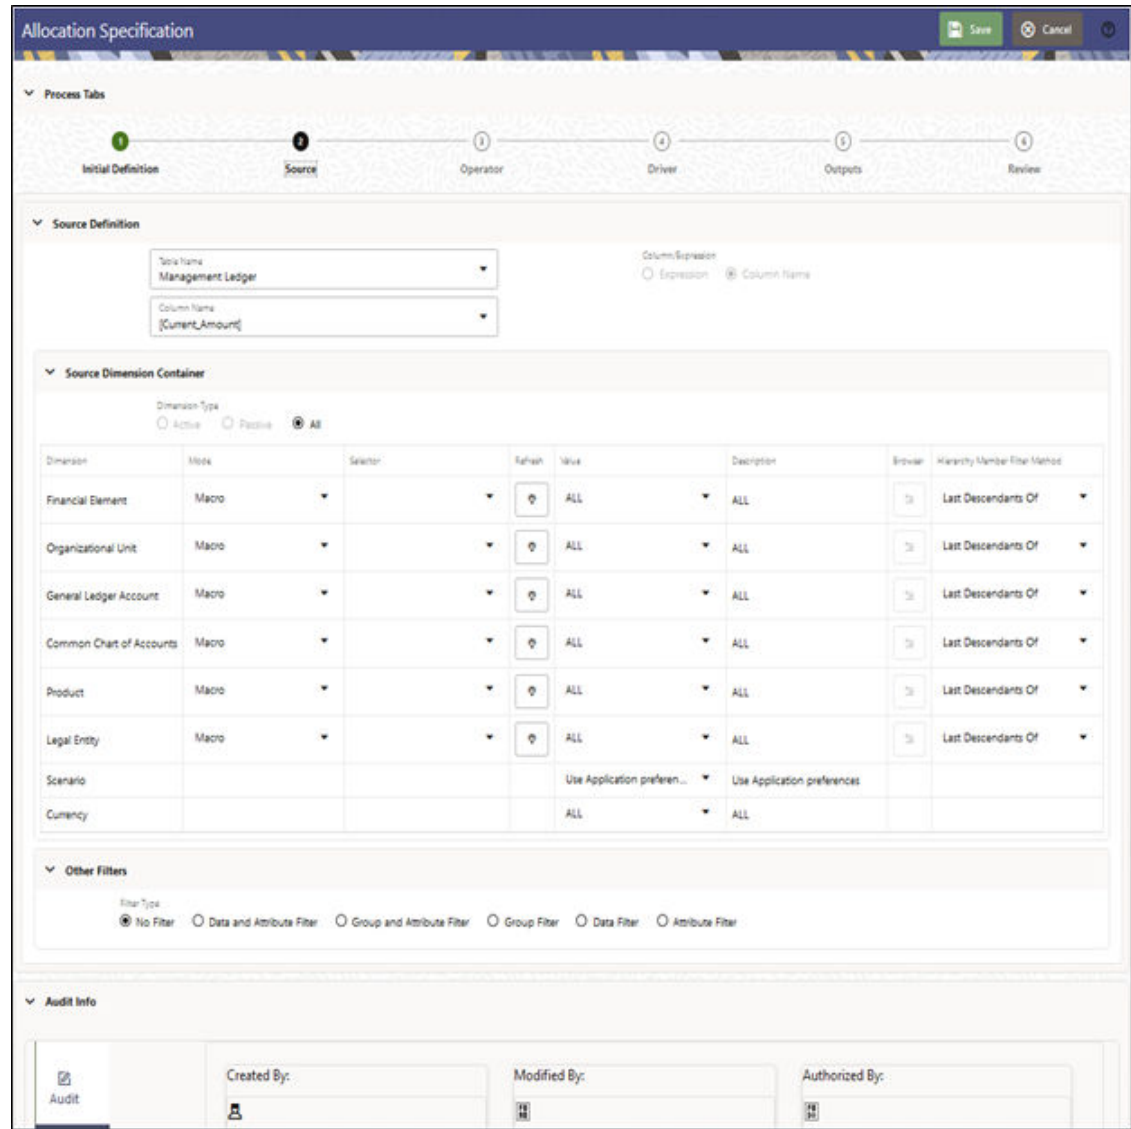 Allocation Specification
Save
Cancel
Process Tabs
1 2 3 4 5 6
Initial Definition Source Operator Driver Outputs Review
Source Definition
Table Name
Management Ledger
Column/Expression
Expression Column Name
Column Name
[Current_Amount]
Source Dimension Container
Dimension Type
Active Passive All
Dimension Mode Selector Refresh Value Description Browser Hierarchy Member Filter Method
Financial Element Macro ALL ALL Last Descendants Of
Organizational Unit Macro ALL ALL Last Descendants Of
General Ledger Account Macro ALL ALL Last Descendants Of
Common Chart of Accounts Macro ALL ALL Last Descendants Of
Product Macro ALL ALL Last Descendants Of
Legal Entity Macro ALL ALL Last Descendants Of
Scenario Use Application preferen... Use Application preferences
Currency ALL ALL
Other Filters
Filter Type
No Filter Data and Attribute Filter Group and Attribute Filter Group Filter Data Filter Attribute Filter
Audit Info
Audit
Created By: Modified By: Authorized By: